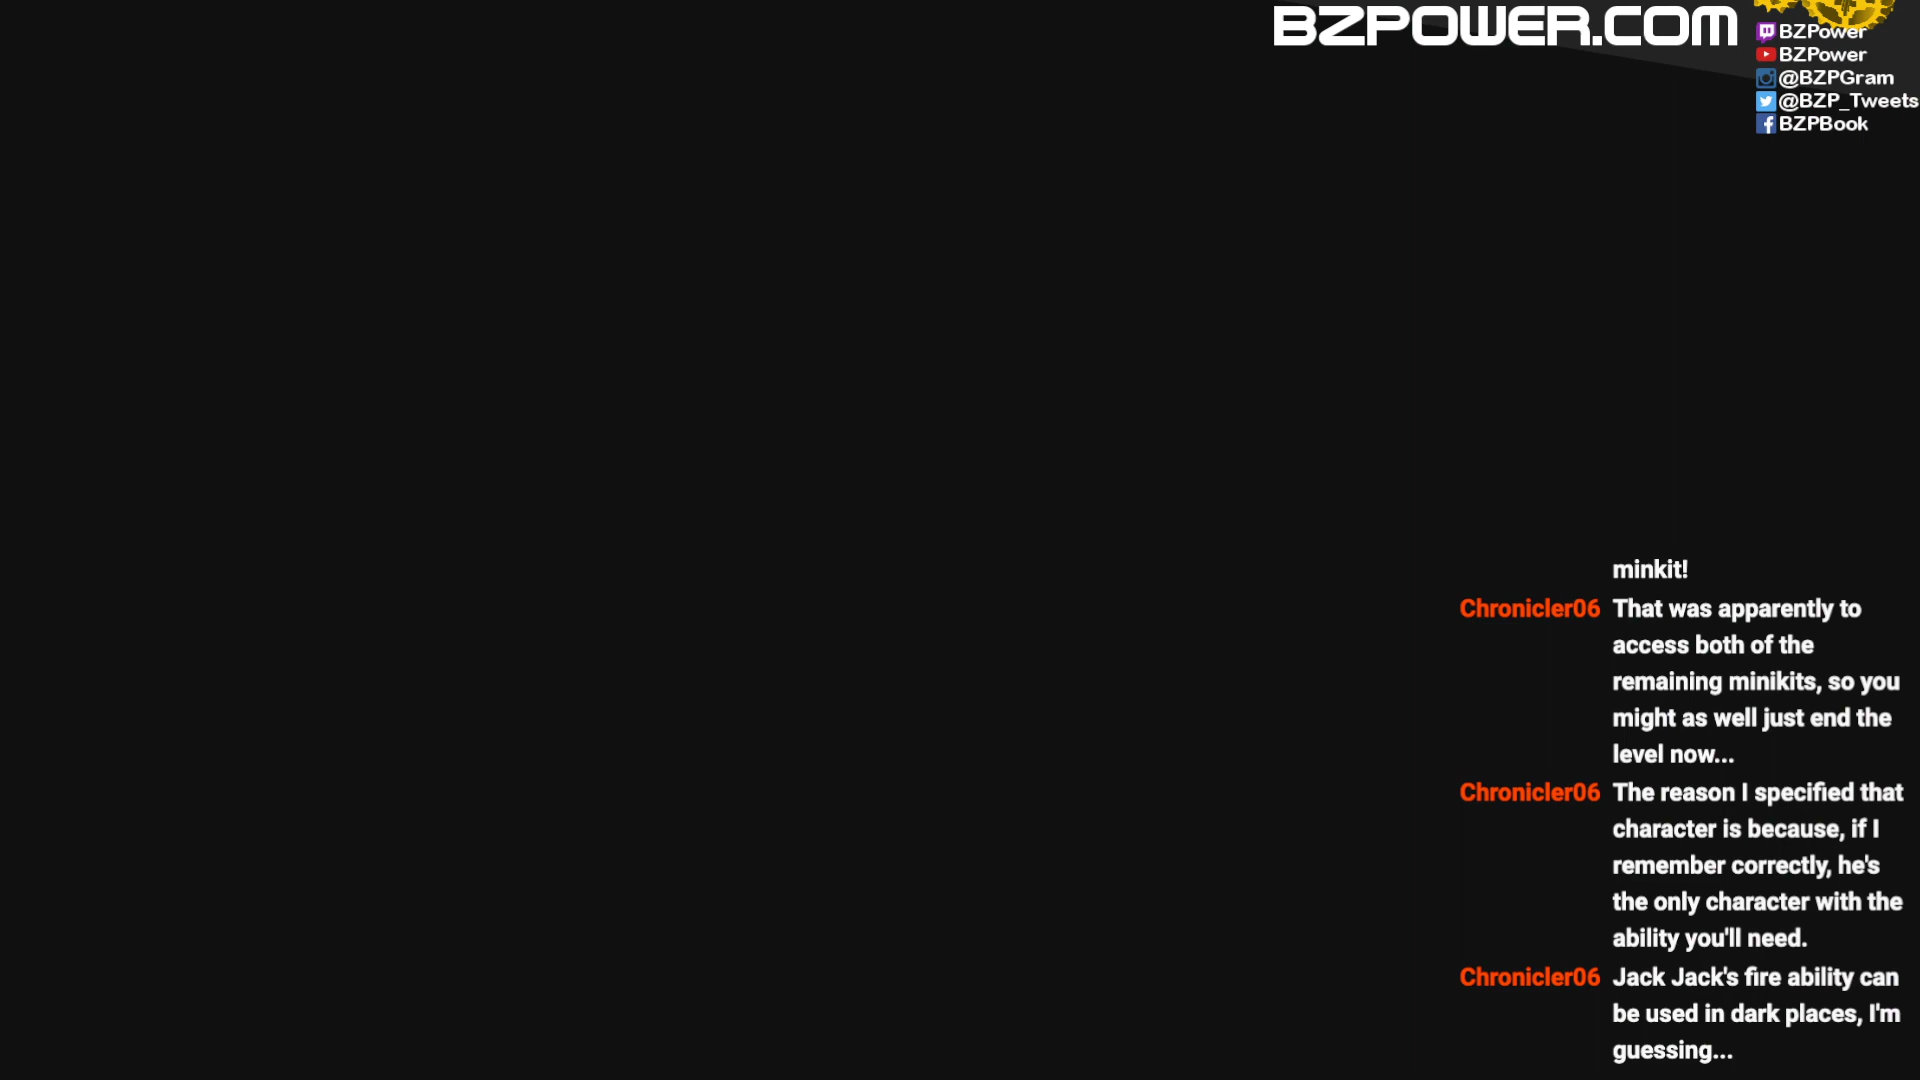 BZPOWER.COM
BZPower
BZPower
@BZPGram
@BZP_Tweets
BZPBook
minkit!
Chronicler06 That was apparently to
access both of the
remaining minikits, so you
might as well just end the
level now...
Chronicler06 The reason I specified that
character is because, if I
remember correctly, he's
the only character with the
ability you'll need.
Chronicler06 Jack Jack's fire ability can
be used in dark places, I'm
guessing...